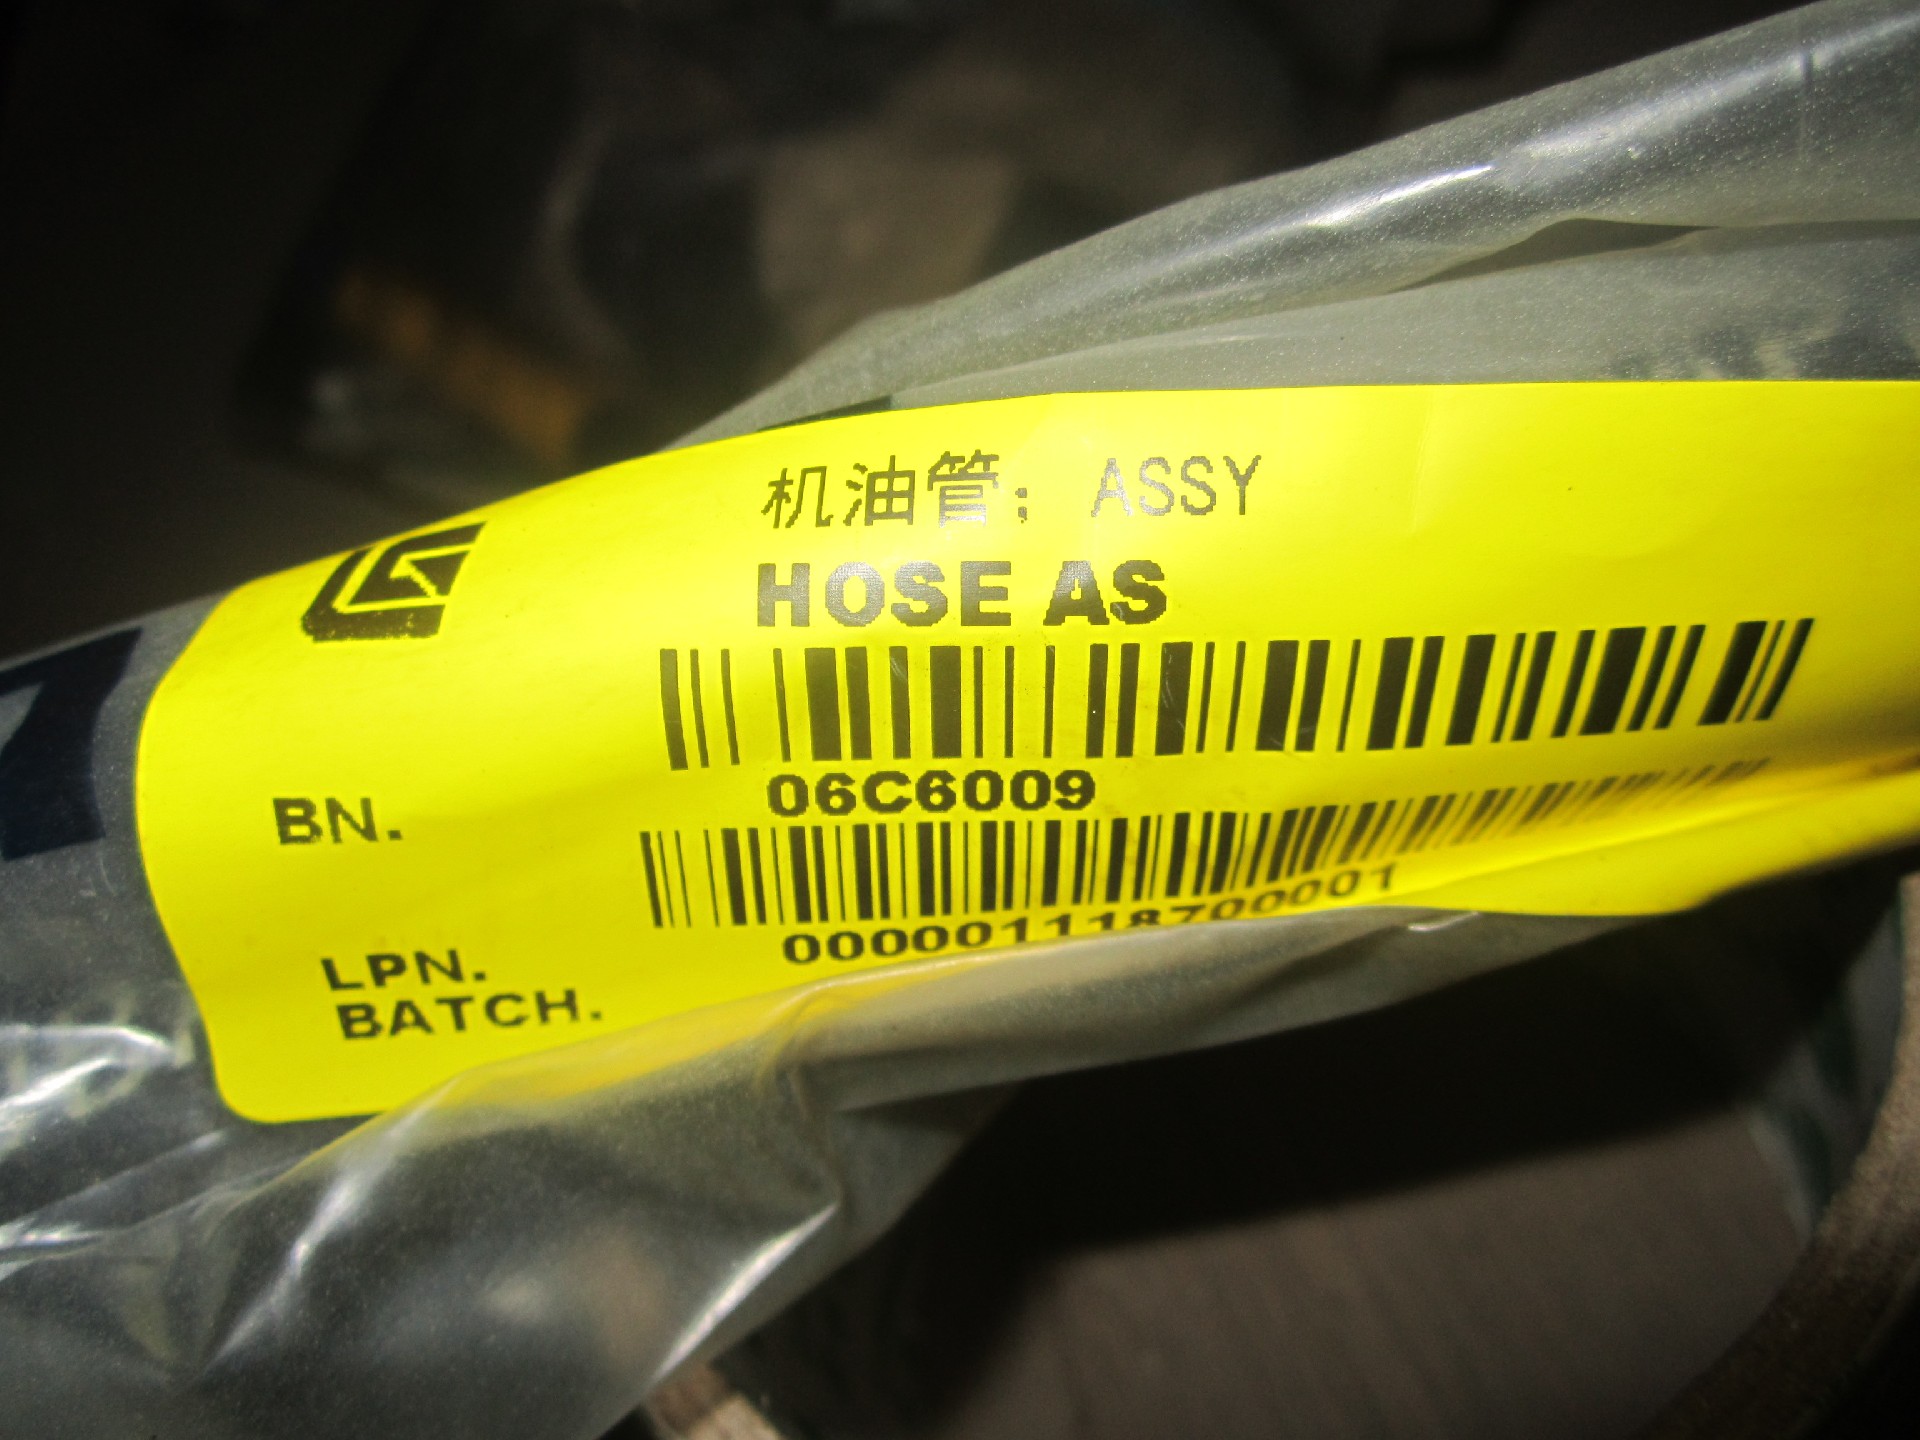 机油管：ASSY
HOSE AS
BN.
06C6009
LPN.
000001118700001
BATCH.